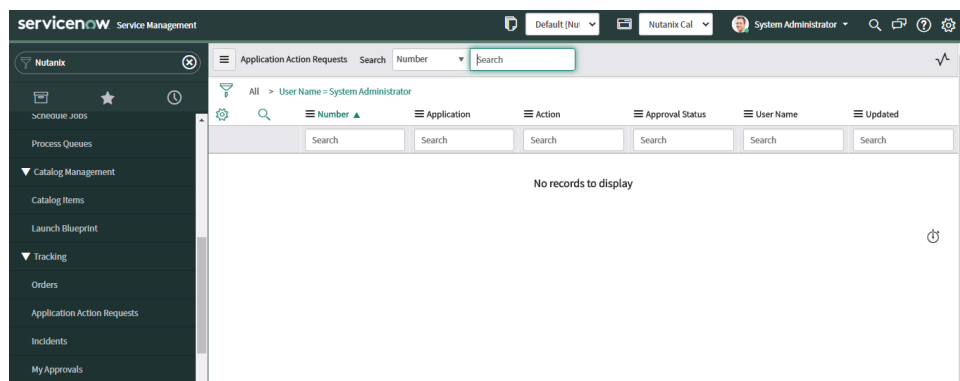 servicenow Service Management
Default [Nu
Nutanix Cal
System Administrator
Nutanix
Application Action Requests Search Number Search
All > User Name = System Administrator
Number Application Action Approval Status User Name Updated
Search Search Search Search Search Search
No records to display
Schedule Jobs
Process Queues
Catalog Management
Catalog Items
Launch Blueprint
Tracking
Orders
Application Action Requests
Incidents
My Approvals